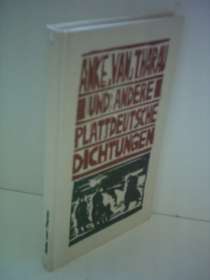 ANKE, VAN, THARAU
UND ANDERE
PLATTDEUTSCHE
DICHTUNGEN